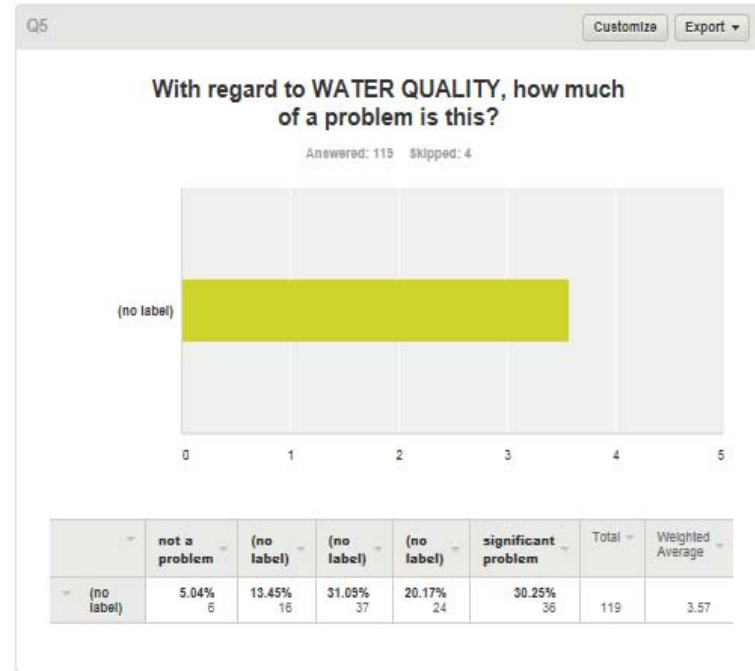 Q5
Customize
Export
With regard to WATER QUALITY, how much
of a problem is this?
Answered: 119 Skipped: 4
(no label)
0 1 2 3 4 5
not a problem (no label) (no label) (no label) significant problem Total Weighted Average
(no label) 5.04% 13.45% 31.09% 20.17% 30.25%
6 16 37 24 36 119 3.57